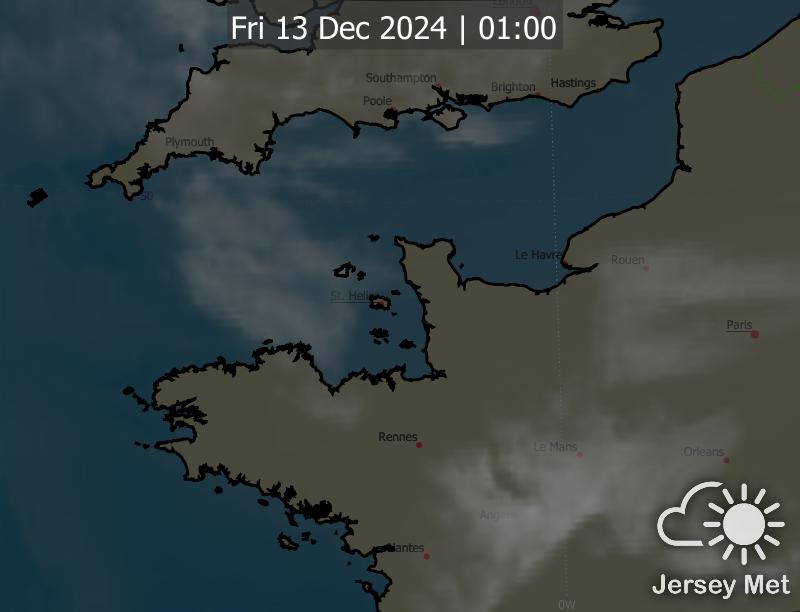 London
Fri 13 Dec 2024 | 01:00
Southampton
Brighton
Hastings
Poole
Plymouth
50
Le Havre
Rouen
St. Helier
Paris
Rennes
Le Mans
Orleans
Angers
Nantes
Jersey Met
0W